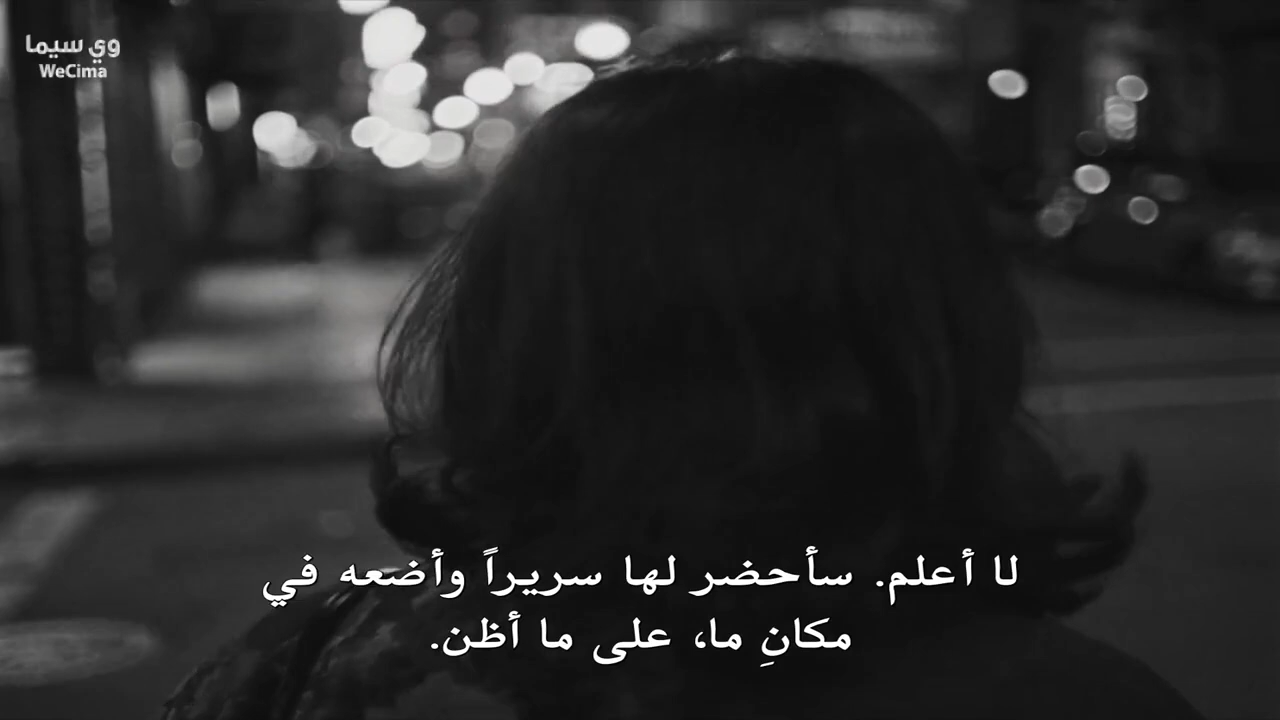 وي سيما
WeCima
لا أعلم. سأحضر لها سريراً وأضعه في
مكانٍ ما، على ما أظن.